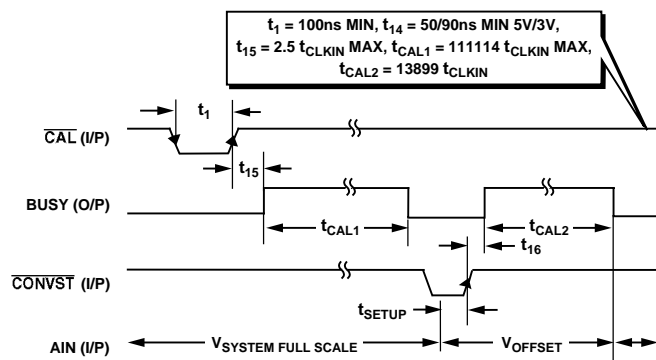 t1 = 100ns MIN, t14 = 50/90ns MIN 5V/3V,
t15 = 2.5 tCLKIN MAX, tCAL1 = 111114 tCLKIN MAX,
tCAL2 = 13899 tCLKIN
t1
CAL (I/P)
t15
BUSY (O/P)
tCAL1
tCAL2
t16
CONVST (I/P)
tSETUP
AIN (I/P)
VSYSTEM FULL SCALE
VOFFSET